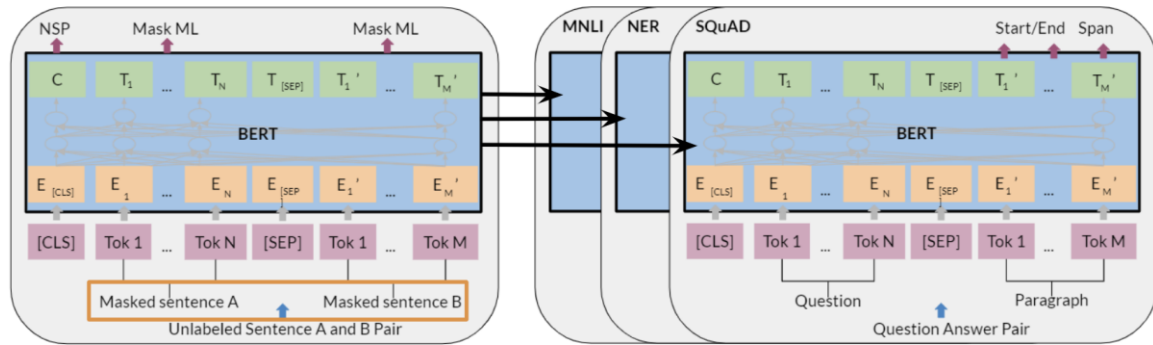 NSP Mask ML Mask ML
C T1 ... TN T[SEP] T1' ... TM'
BERT
E[CLS] E1 ... EN E[SEP] E1' ... EM'
[CLS] Tok 1 ... Tok N [SEP] Tok 1 ... Tok M
Masked sentence A Masked sentence B
Unlabeled Sentence A and B Pair
MNLI NER SQuAD Start/End Span
C T1 ... TN T[SEP] T1' ... TM'
BERT
E[CLS] E1 ... EN E[SEP] E1' ... EM'
[CLS] Tok 1 ... Tok N [SEP] Tok 1 ... Tok M
Question Paragraph
Question Answer Pair